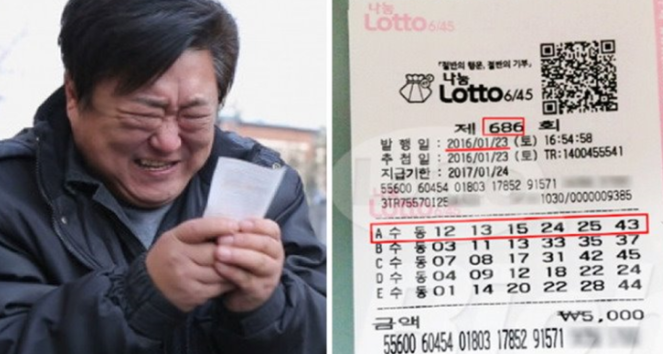 나눔
Lotto 6/45
"절반의 행운, 절반의 기부"
나눔
Lotto 6/45
제 686 회
발 행 일 : 2016/01/23 (토) 16:54:58
추 첨 일 : 2016/01/23 (토) TR:1400455541
지급기한 : 2017/01/24
55600 60454 01803 17852 91571
3TR75570125 1030/0000009385
A 수 동 12 13 15 24 25 43
B 수 동 03 11 13 33 35 37
C 수 동 07 08 17 31 42 45
D 수 동 04 09 12 18 22 24
E 수 동 01 14 20 22 28 44
금액 ₩5,000
55600 60454 01803 17852 91571